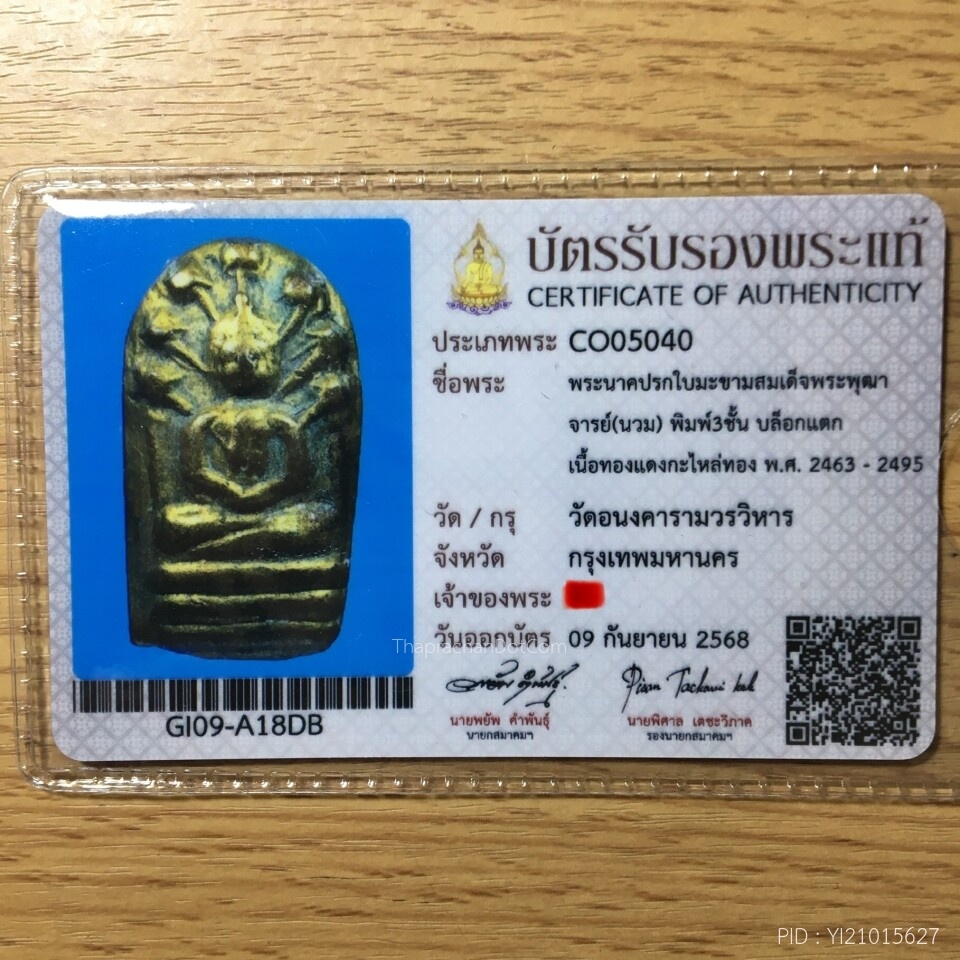 บัตรรับรองพระแท้
CERTIFICATE OF AUTHENTICITY
ประเภทพระ CO05040
ชื่อพระ พระนาคปรกใบมะขามสมเด็จพระพุฒา
จารย์(นวม) พิมพ์3ชั้น บล็อกแตก
เนื้อทองแดงกะไหล่ทอง พ.ศ. 2463 - 2495
วัด / กรุ วัดอนงคารามวรวิหาร
จังหวัด กรุงเทพมหานคร
เจ้าของพระ
วันออกบัตร 09 กันยายน 2568
ThaprachanDotCom
GI09-A18DB
นายพยัพ คำพันธุ์
นายกสมาคมฯ
นายพิศาล เตชะวิภาค
รองนายกสมาคมฯ
PID : YI21015627